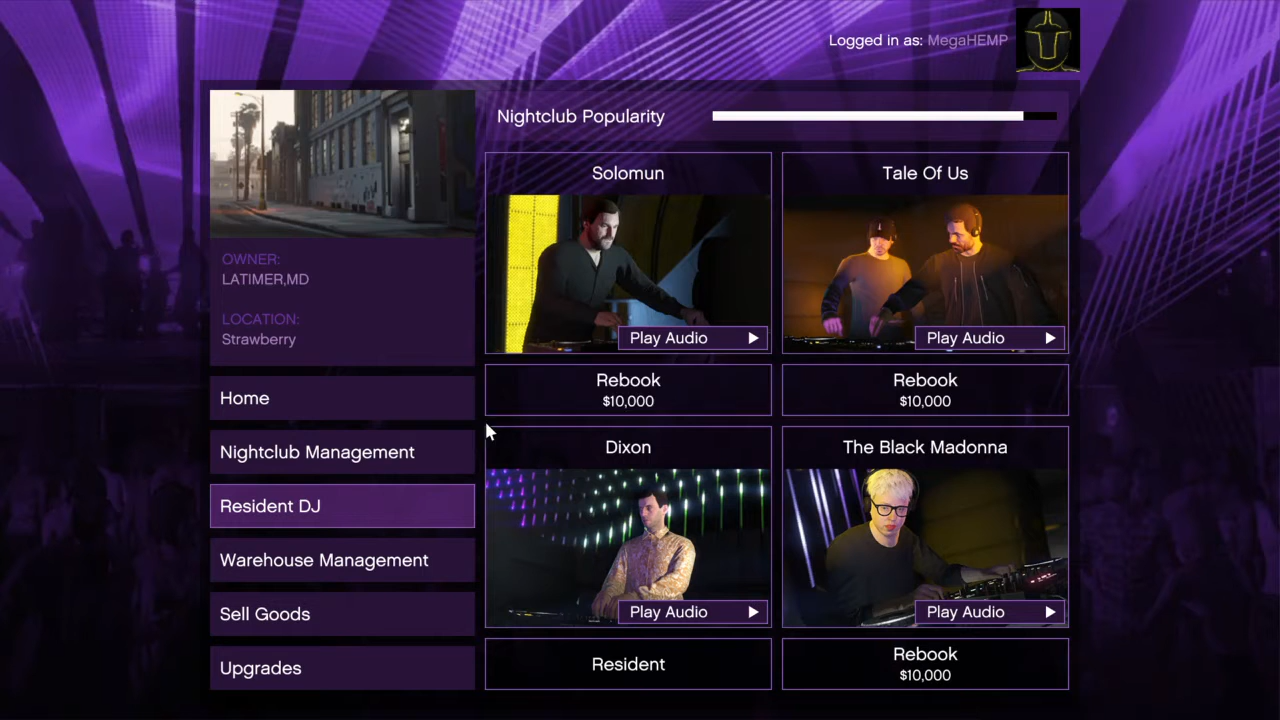 Logged in as: MegaHEMP
Nightclub Popularity
OWNER:
LATIMER,MD
LOCATION:
Strawberry
Home
Nightclub Management
Resident DJ
Warehouse Management
Sell Goods
Upgrades
Solomun
Play Audio
Rebook
$10,000
Tale Of Us
Play Audio
Rebook
$10,000
Dixon
Play Audio
Resident
The Black Madonna
Play Audio
Rebook
$10,000